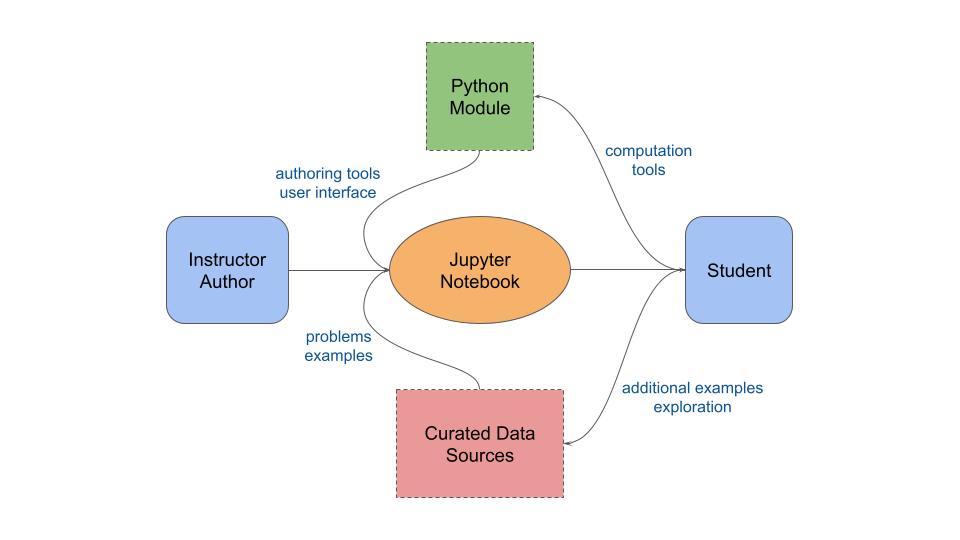 Python
Module
computation
tools
authoring tools
user interface
Instructor
Author
Jupyter
Notebook
Student
problems
examples
additional examples
exploration
Curated Data
Sources